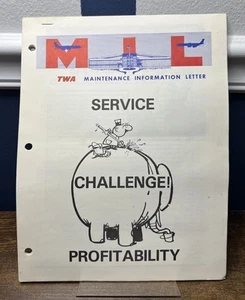 MIL
TWA MAINTENANCE INFORMATION LETTER
SERVICE
CHALLENGE!
PROFITABILITY